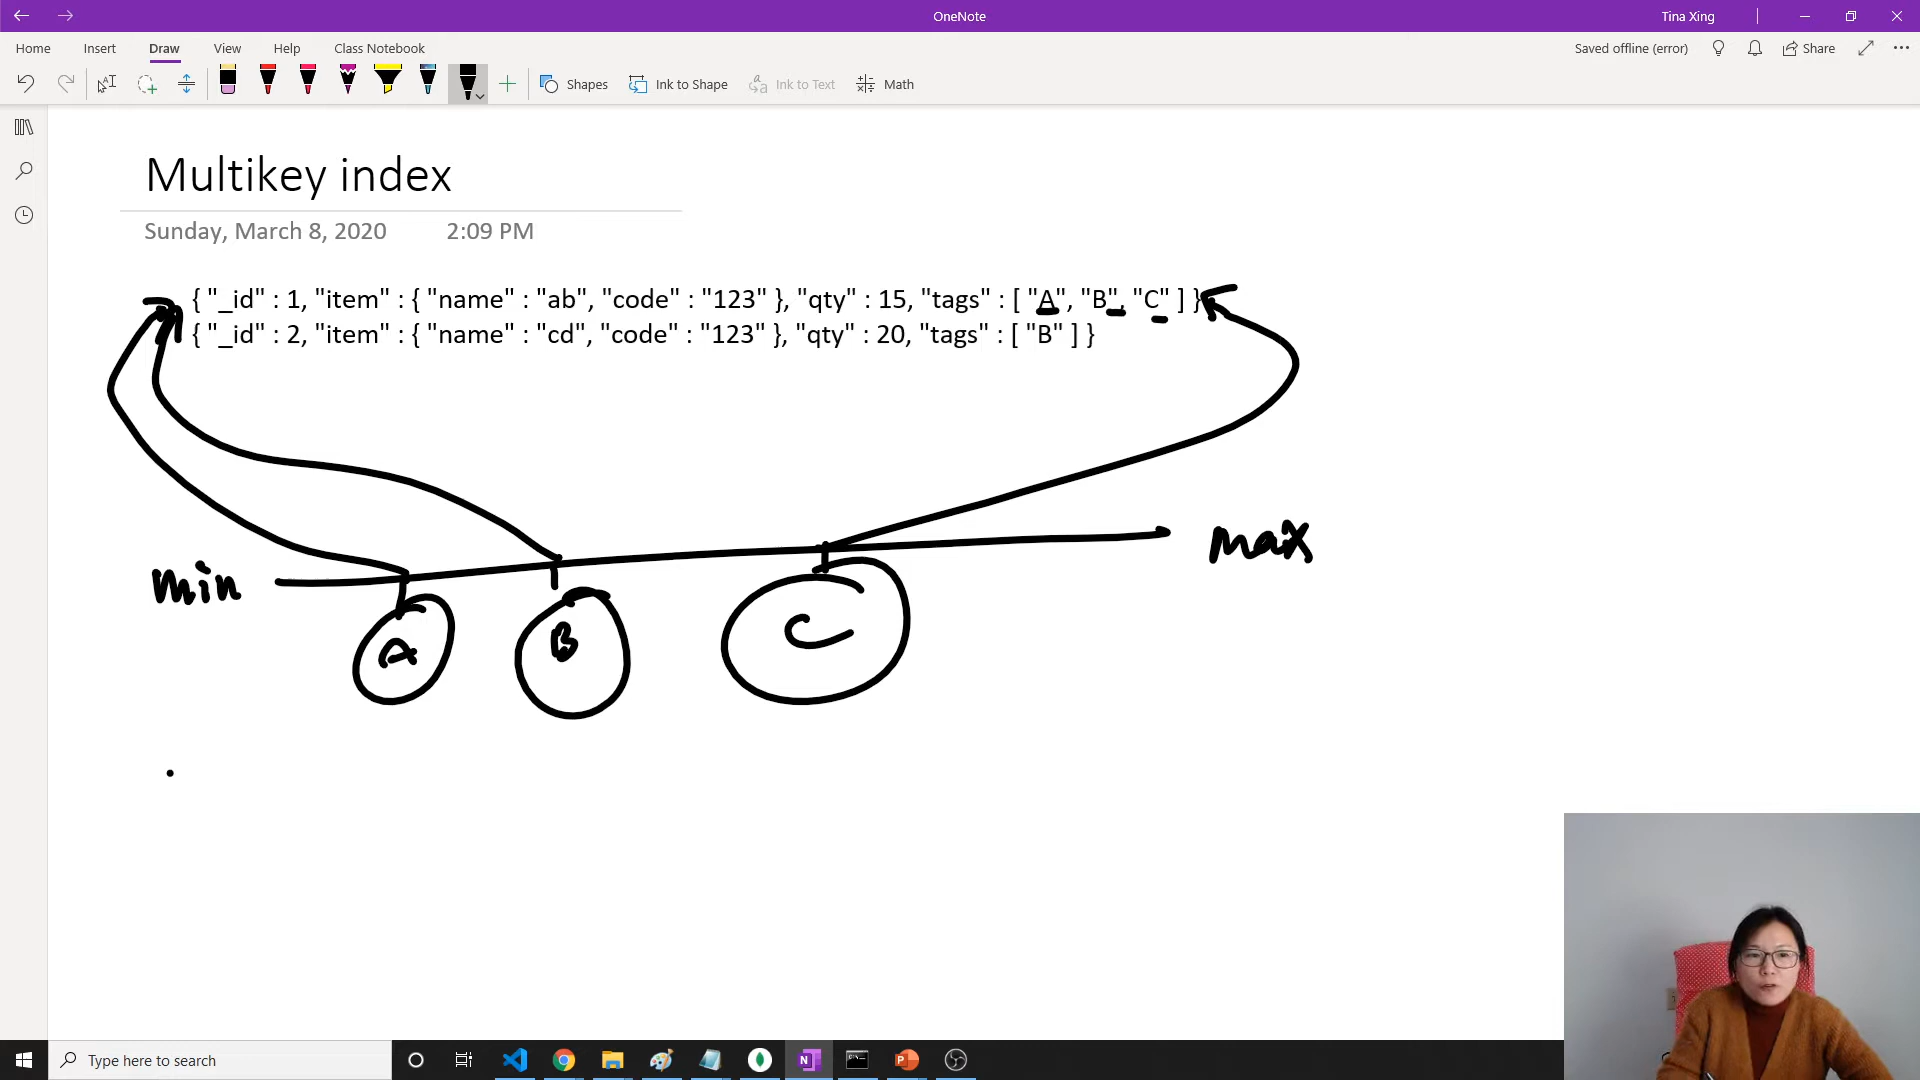 OneNote
Tina Xing
Home Insert Draw View Help Class Notebook
Saved offline (error) Share
Shapes Ink to Shape Ink to Text Math
Multikey index
Sunday, March 8, 2020 2:09 PM
{ "_id" : 1, "item" : { "name" : "ab", "code" : "123" }, "qty" : 15, "tags" : [ "A", "B", "C" ] }
{ "_id" : 2, "item" : { "name" : "cd", "code" : "123" }, "qty" : 20, "tags" : [ "B" ] }
min max
A B C
Type here to search